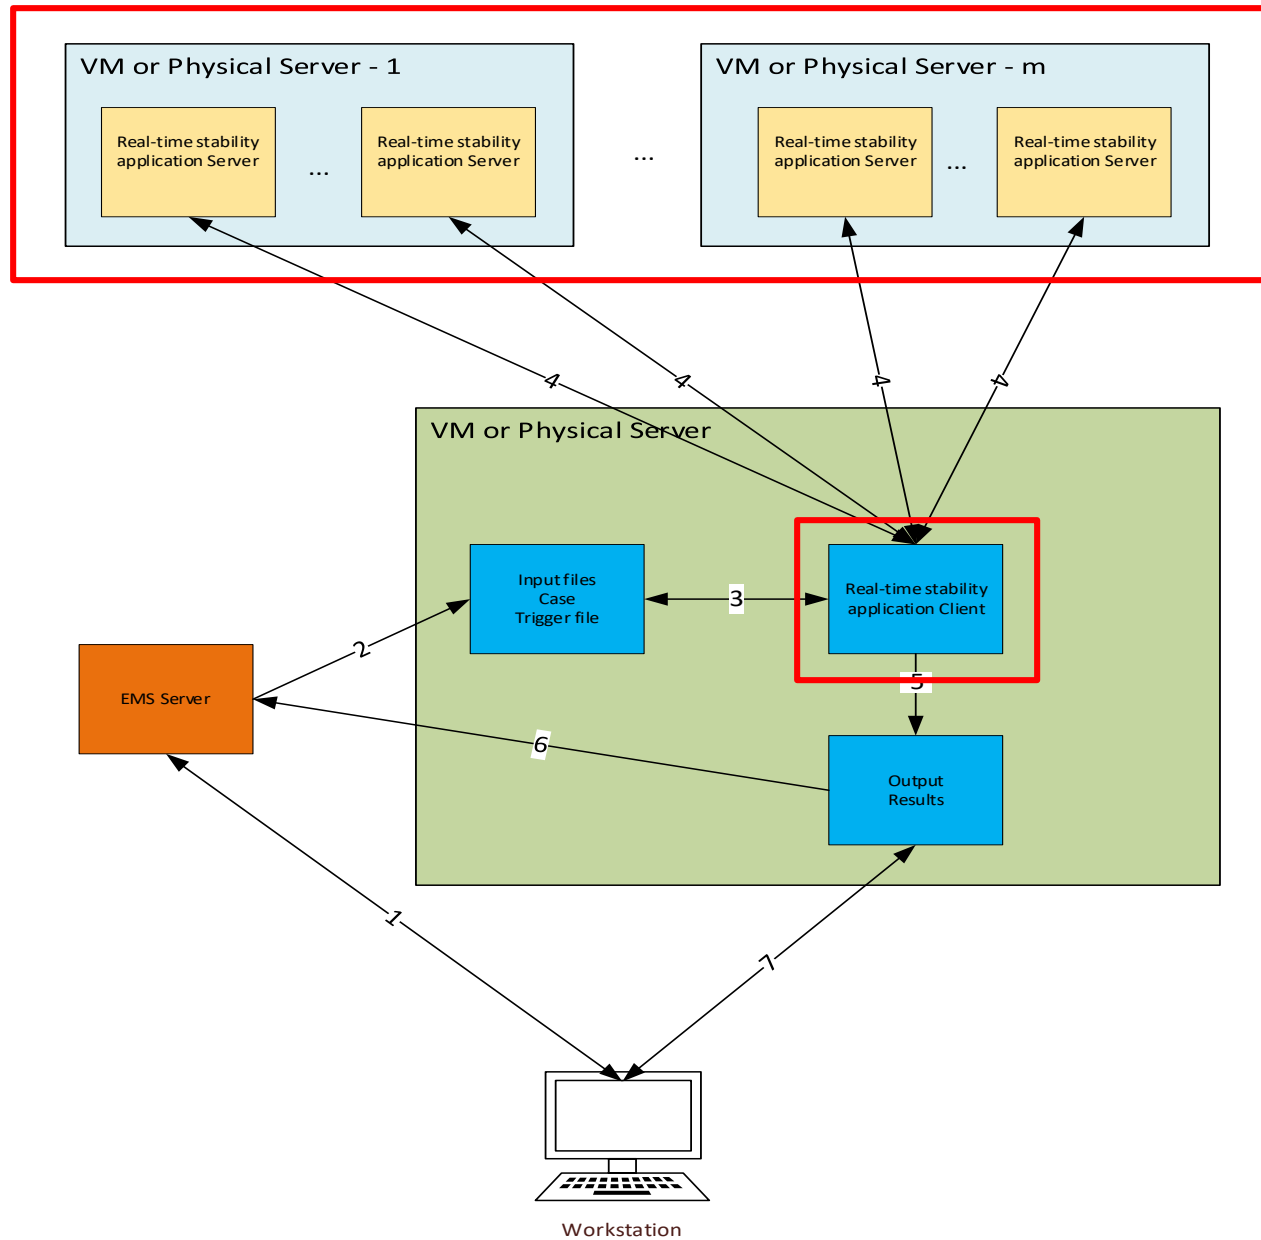 VM or Physical Server - 1
VM or Physical Server - m
Real-time stability
application Server
...
Real-time stability
application Server
...
Real-time stability
application Server
...
Real-time stability
application Server
4
4
4
4
VM or Physical Server
Input files
Case
Trigger file
3
Real-time stability
application Client
2
5
EMS Server
6
Output
Results
1
7
Workstation